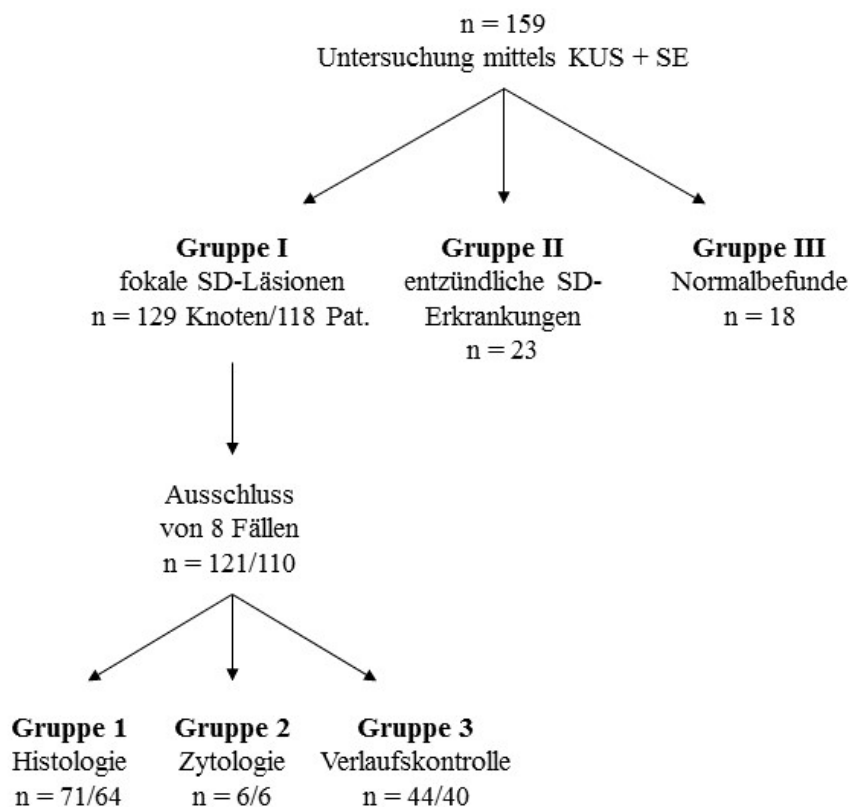 n = 159
Untersuchung mittels KUS + SE
Gruppe I
fokale SD-Läsionen
n = 129 Knoten/118 Pat.
Gruppe II
entzündliche SD-
Erkrankungen
n = 23
Gruppe III
Normalbefunde
n = 18
Ausschluss
von 8 Fällen
n = 121/110
Gruppe 1
Histologie
n = 71/64
Gruppe 2
Zytologie
n = 6/6
Gruppe 3
Verlaufskontrolle
n = 44/40